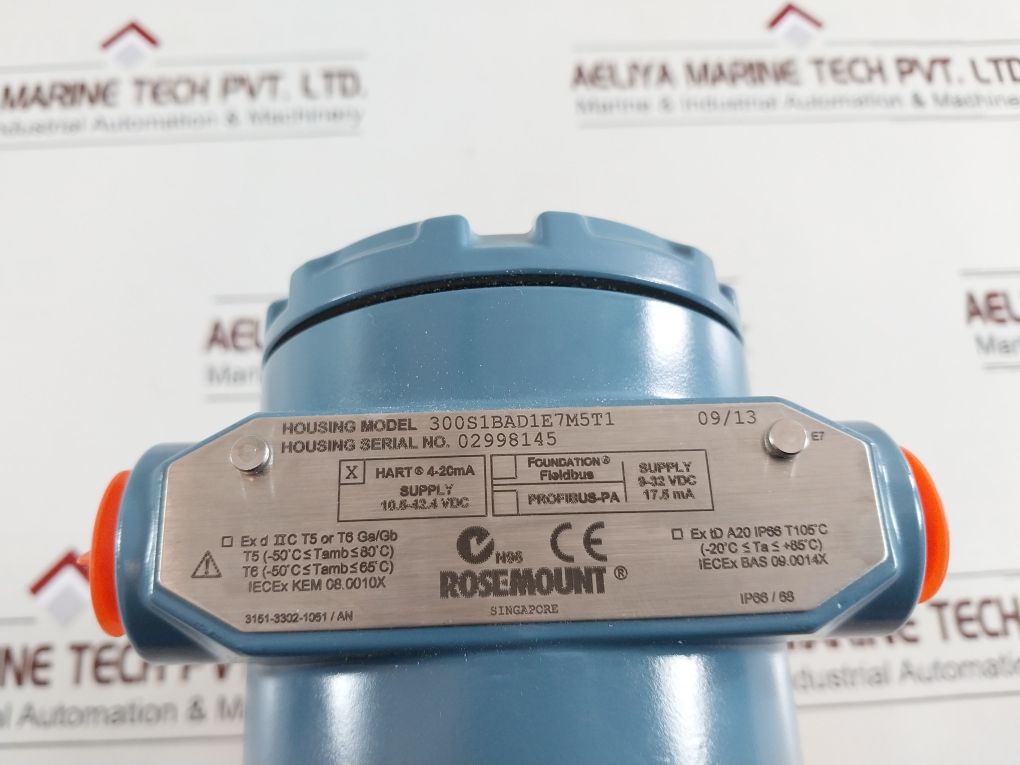 MARINE TECH PVT. LTD.
Industrial Automation & Machinery
AELIYA MARINE TECH PVT. LTD
Marine & Industrial Automation & Machinery
HOUSING MODEL 300S1BAD1E7M5T1 09/13
HOUSING SERIAL NO. 02998145
E7
X HART® 4-20mA
SUPPLY
10.5-42.4 VDC
FOUNDATION®
Fieldbus
PROFIBUS-PA
SUPPLY
9-32 VDC
17.5 mA
Ex d IIC T5 or T6 Ga/Gb
T5 (-50°C ≤ Tamb ≤ 80°C)
T6 (-50°C ≤ Tamb ≤ 65°C)
IECEx KEM 08.0010X
N96
CE
ROSEMOUNT®
SINGAPORE
Ex tD A20 IP66 T105°C
(-20°C ≤ Ta ≤ +85°C)
IECEx BAS 09.0014X
3151-3302-1051 / AN
IP66 / 68
INE TECH PV
Automation & M
TECH
dustrial Automation